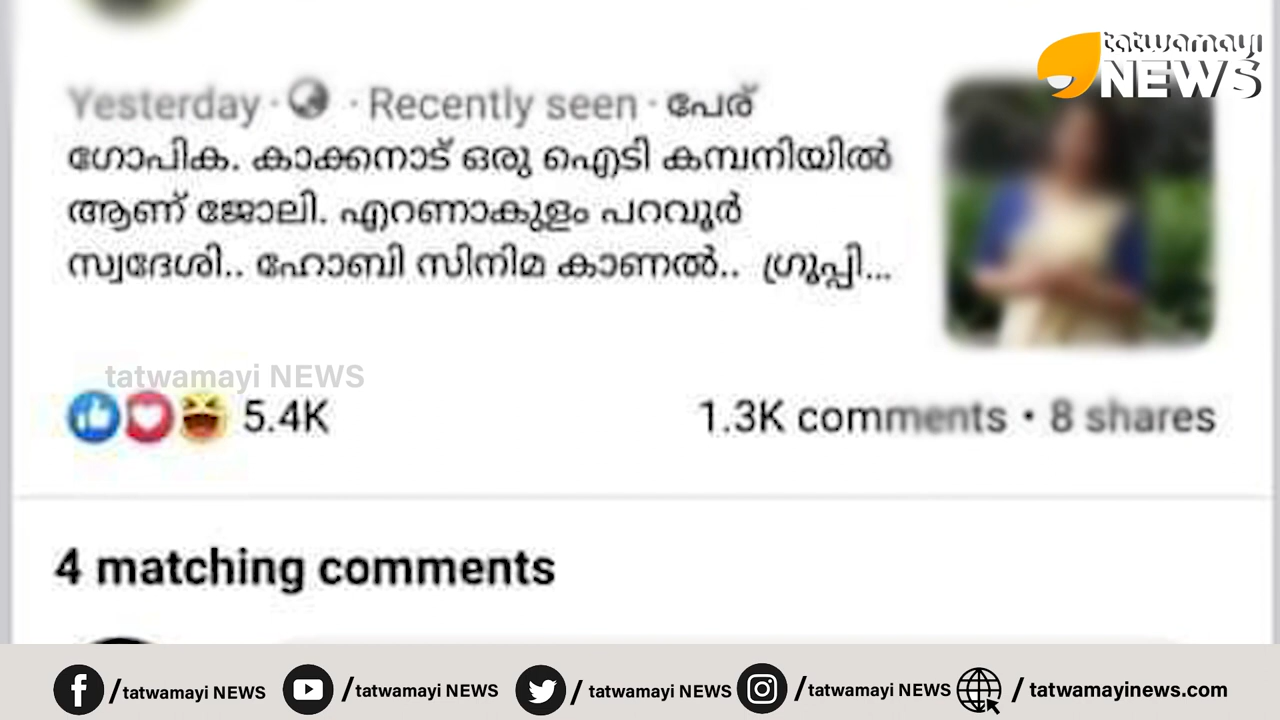 tatwamayi
NEWS
Yesterday · · Recently seen · പേര്
ഗോപിക. കാക്കനാട് ഒരു ഐടി കമ്പനിയിൽ
ആണ് ജോലി. എറണാകുളം പറവൂർ
സ്വദേശി.. ഹോബി സിനിമ കാണൽ.. ഗ്രൂപ്പി...
tatwamayi NEWS
5.4K 1.3K comments • 8 shares
4 matching comments
/tatwamayi NEWS /tatwamayi NEWS / tatwamayi NEWS /tatwamayi NEWS / tatwamayinews.com